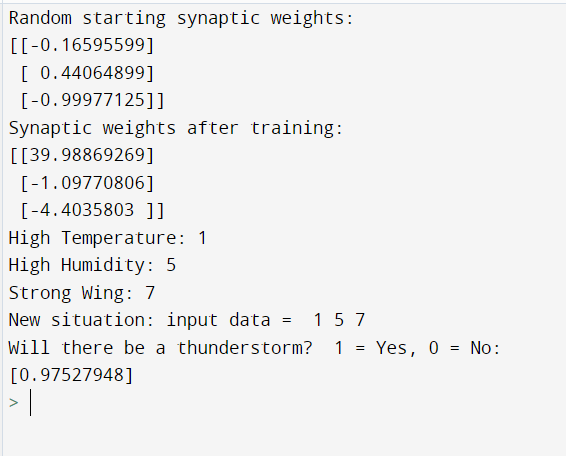 Random starting synaptic weights:
[[-0.16595599]
 [ 0.44064899]
 [-0.99977125]]
Synaptic weights after training:
[[39.98869269]
 [-1.09770806]
 [-4.4035803 ]]
High Temperature: 1
High Humidity: 5
Strong Wing: 7
New situation: input data =  1 5 7
Will there be a thunderstorm?  1 = Yes, 0 = No:
[0.97527948]
>